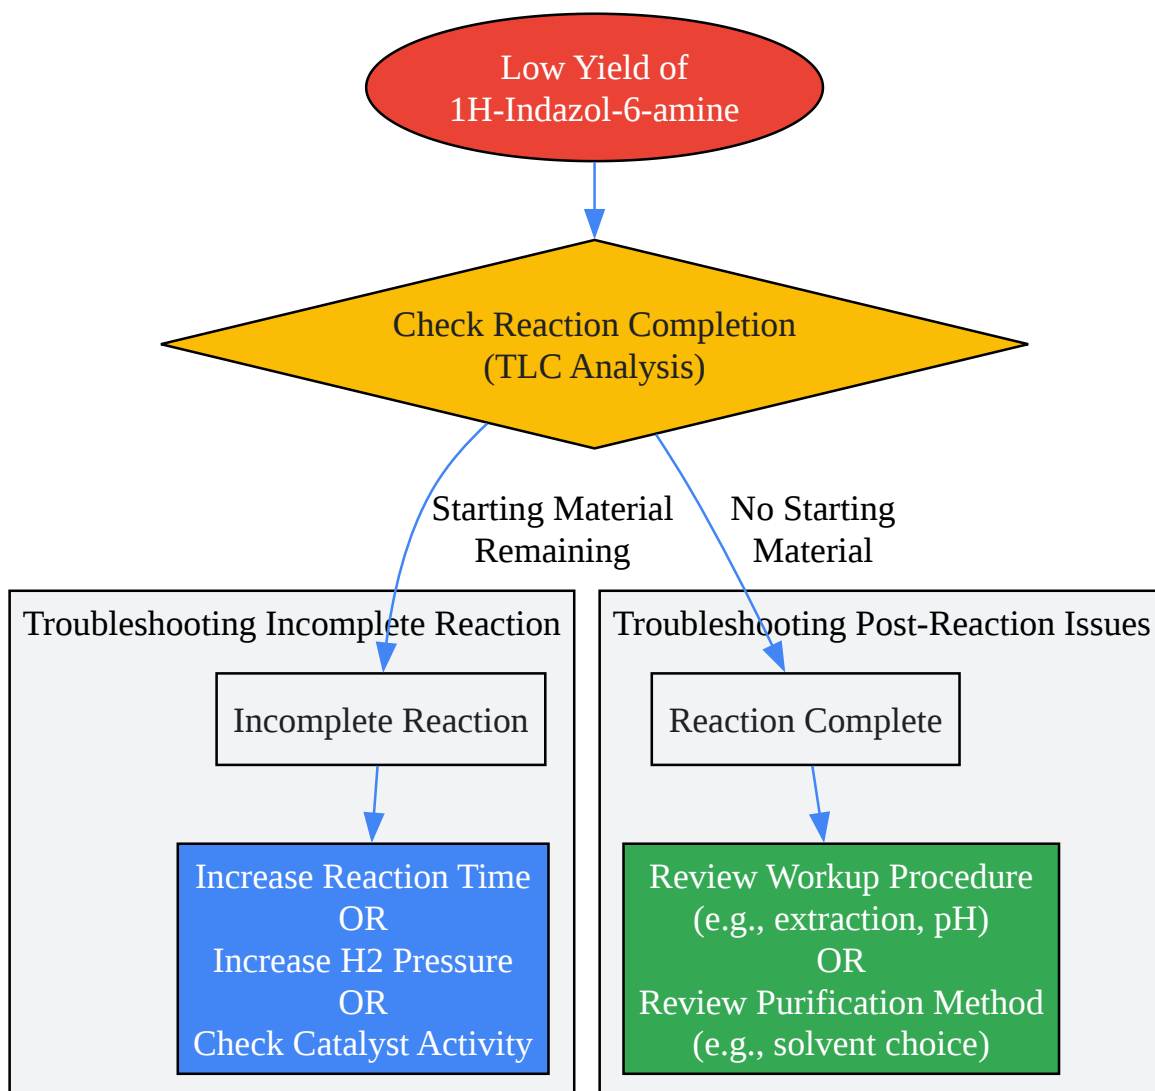 Low Yield of
1H-Indazol-6-amine
Check Reaction Completion
(TLC Analysis)
Starting Material
Remaining
No Starting
Material
Troubleshooting Incomplete Reaction
Incomplete Reaction
Increase Reaction Time
OR
Increase H2 Pressure
OR
Check Catalyst Activity
Troubleshooting Post-Reaction Issues
Reaction Complete
Review Workup Procedure
(e.g., extraction, pH)
OR
Review Purification Method
(e.g., solvent choice)